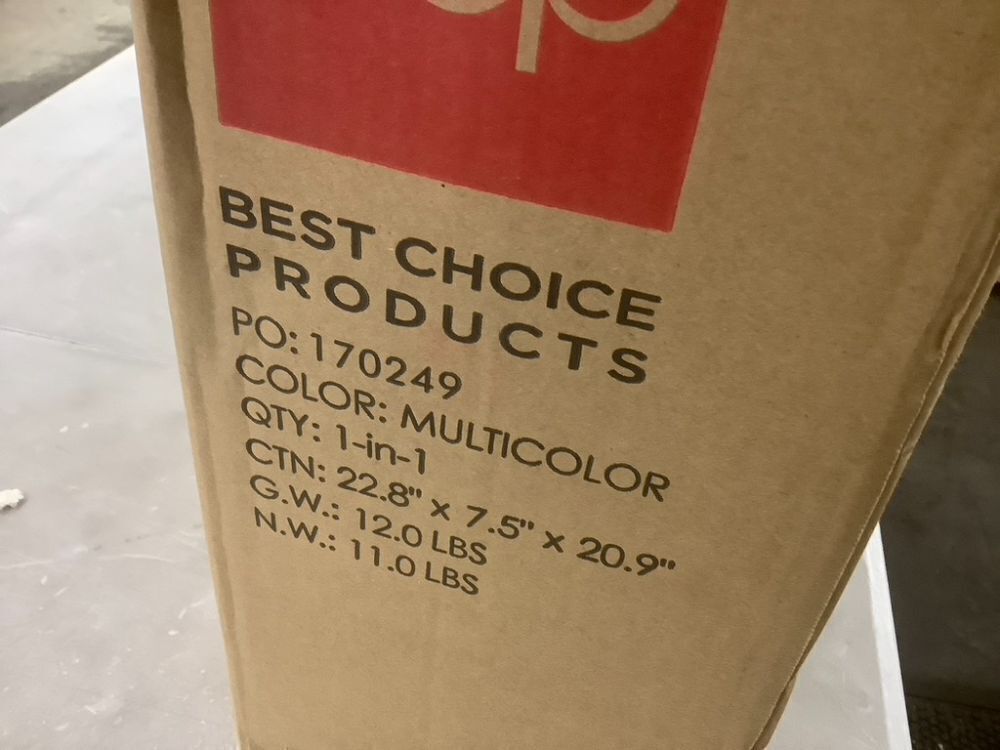 BEST CHOICE
PRODUCTS
PO: 170249
COLOR: MULTICOLOR
QTY: 1-in-1
CTN: 22.8" x 7.5" x 20.9"
G.W.: 12.0 LBS
N.W.: 11.0 LBS